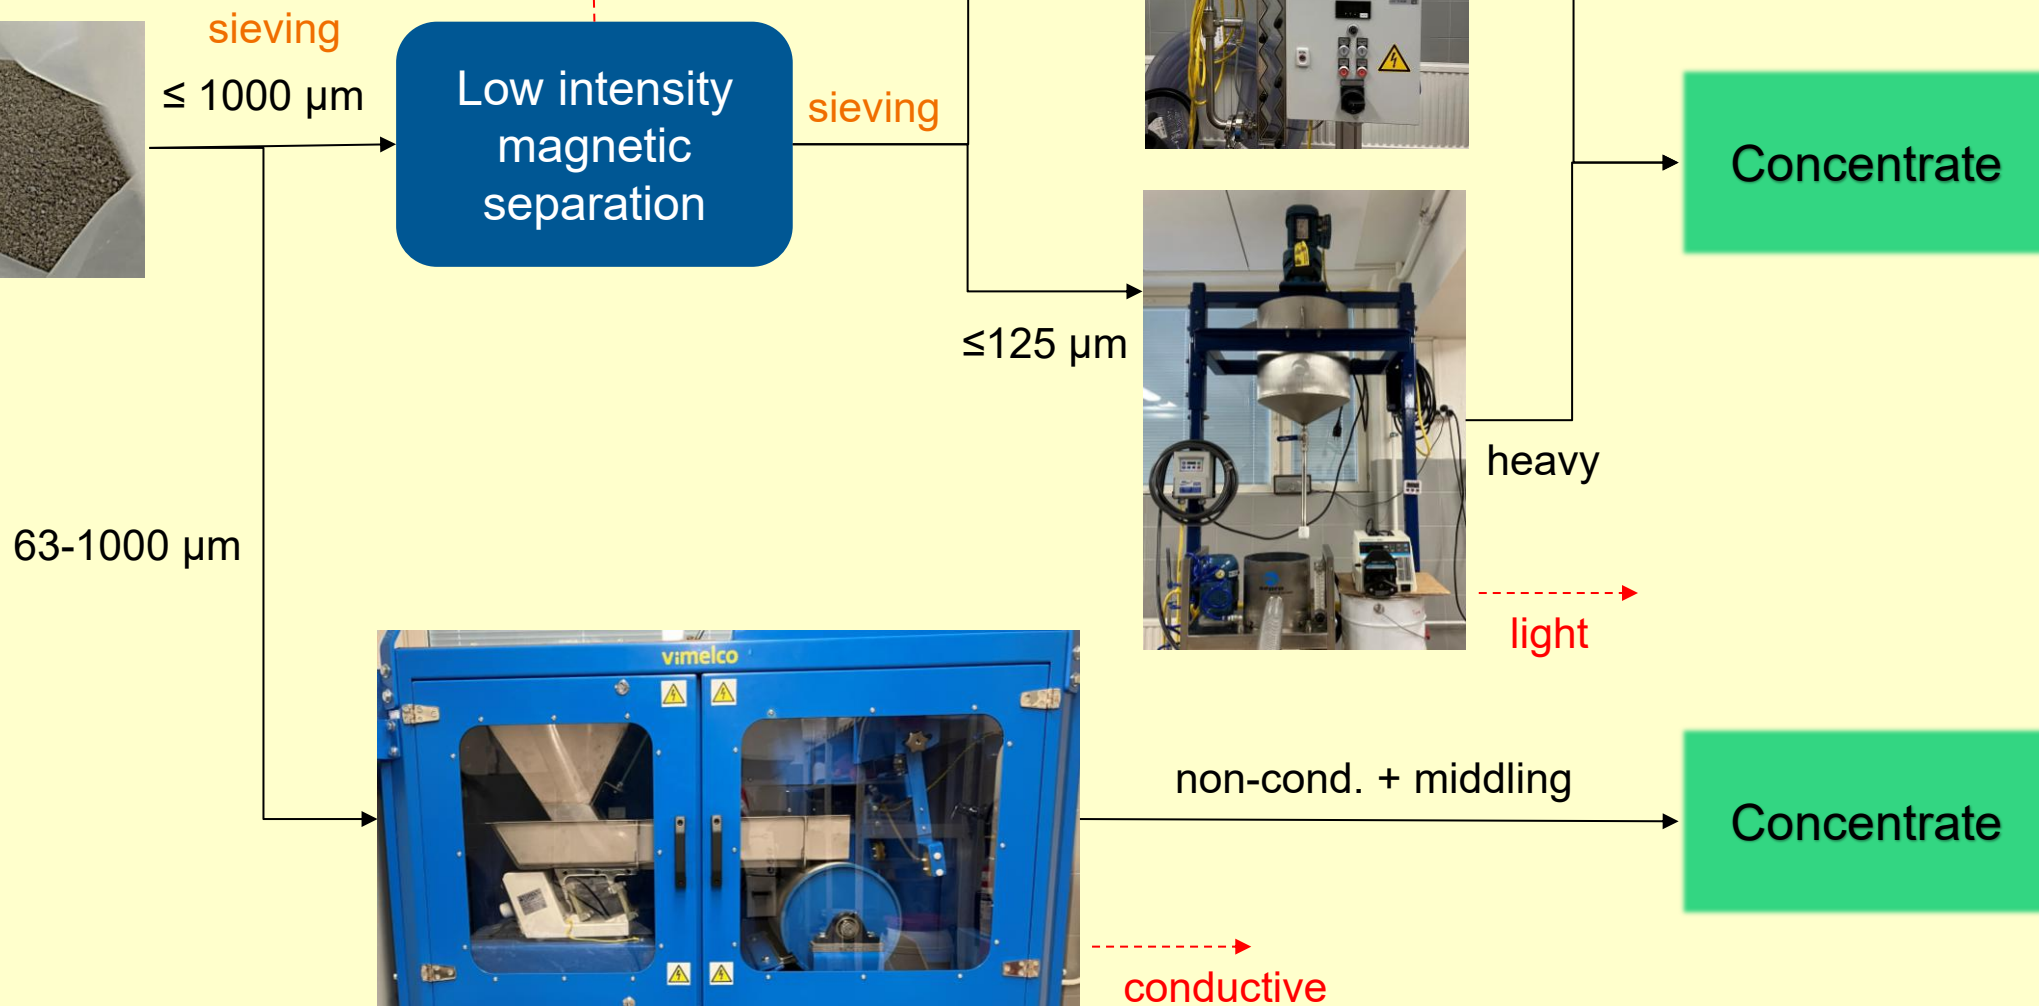 sieving
≤ 1000 µm
Low intensity
magnetic
separation
sieving
Concentrate
≤125 µm
heavy
63-1000 µm
light
vimelco
non-cond. + middling
Concentrate
conductive